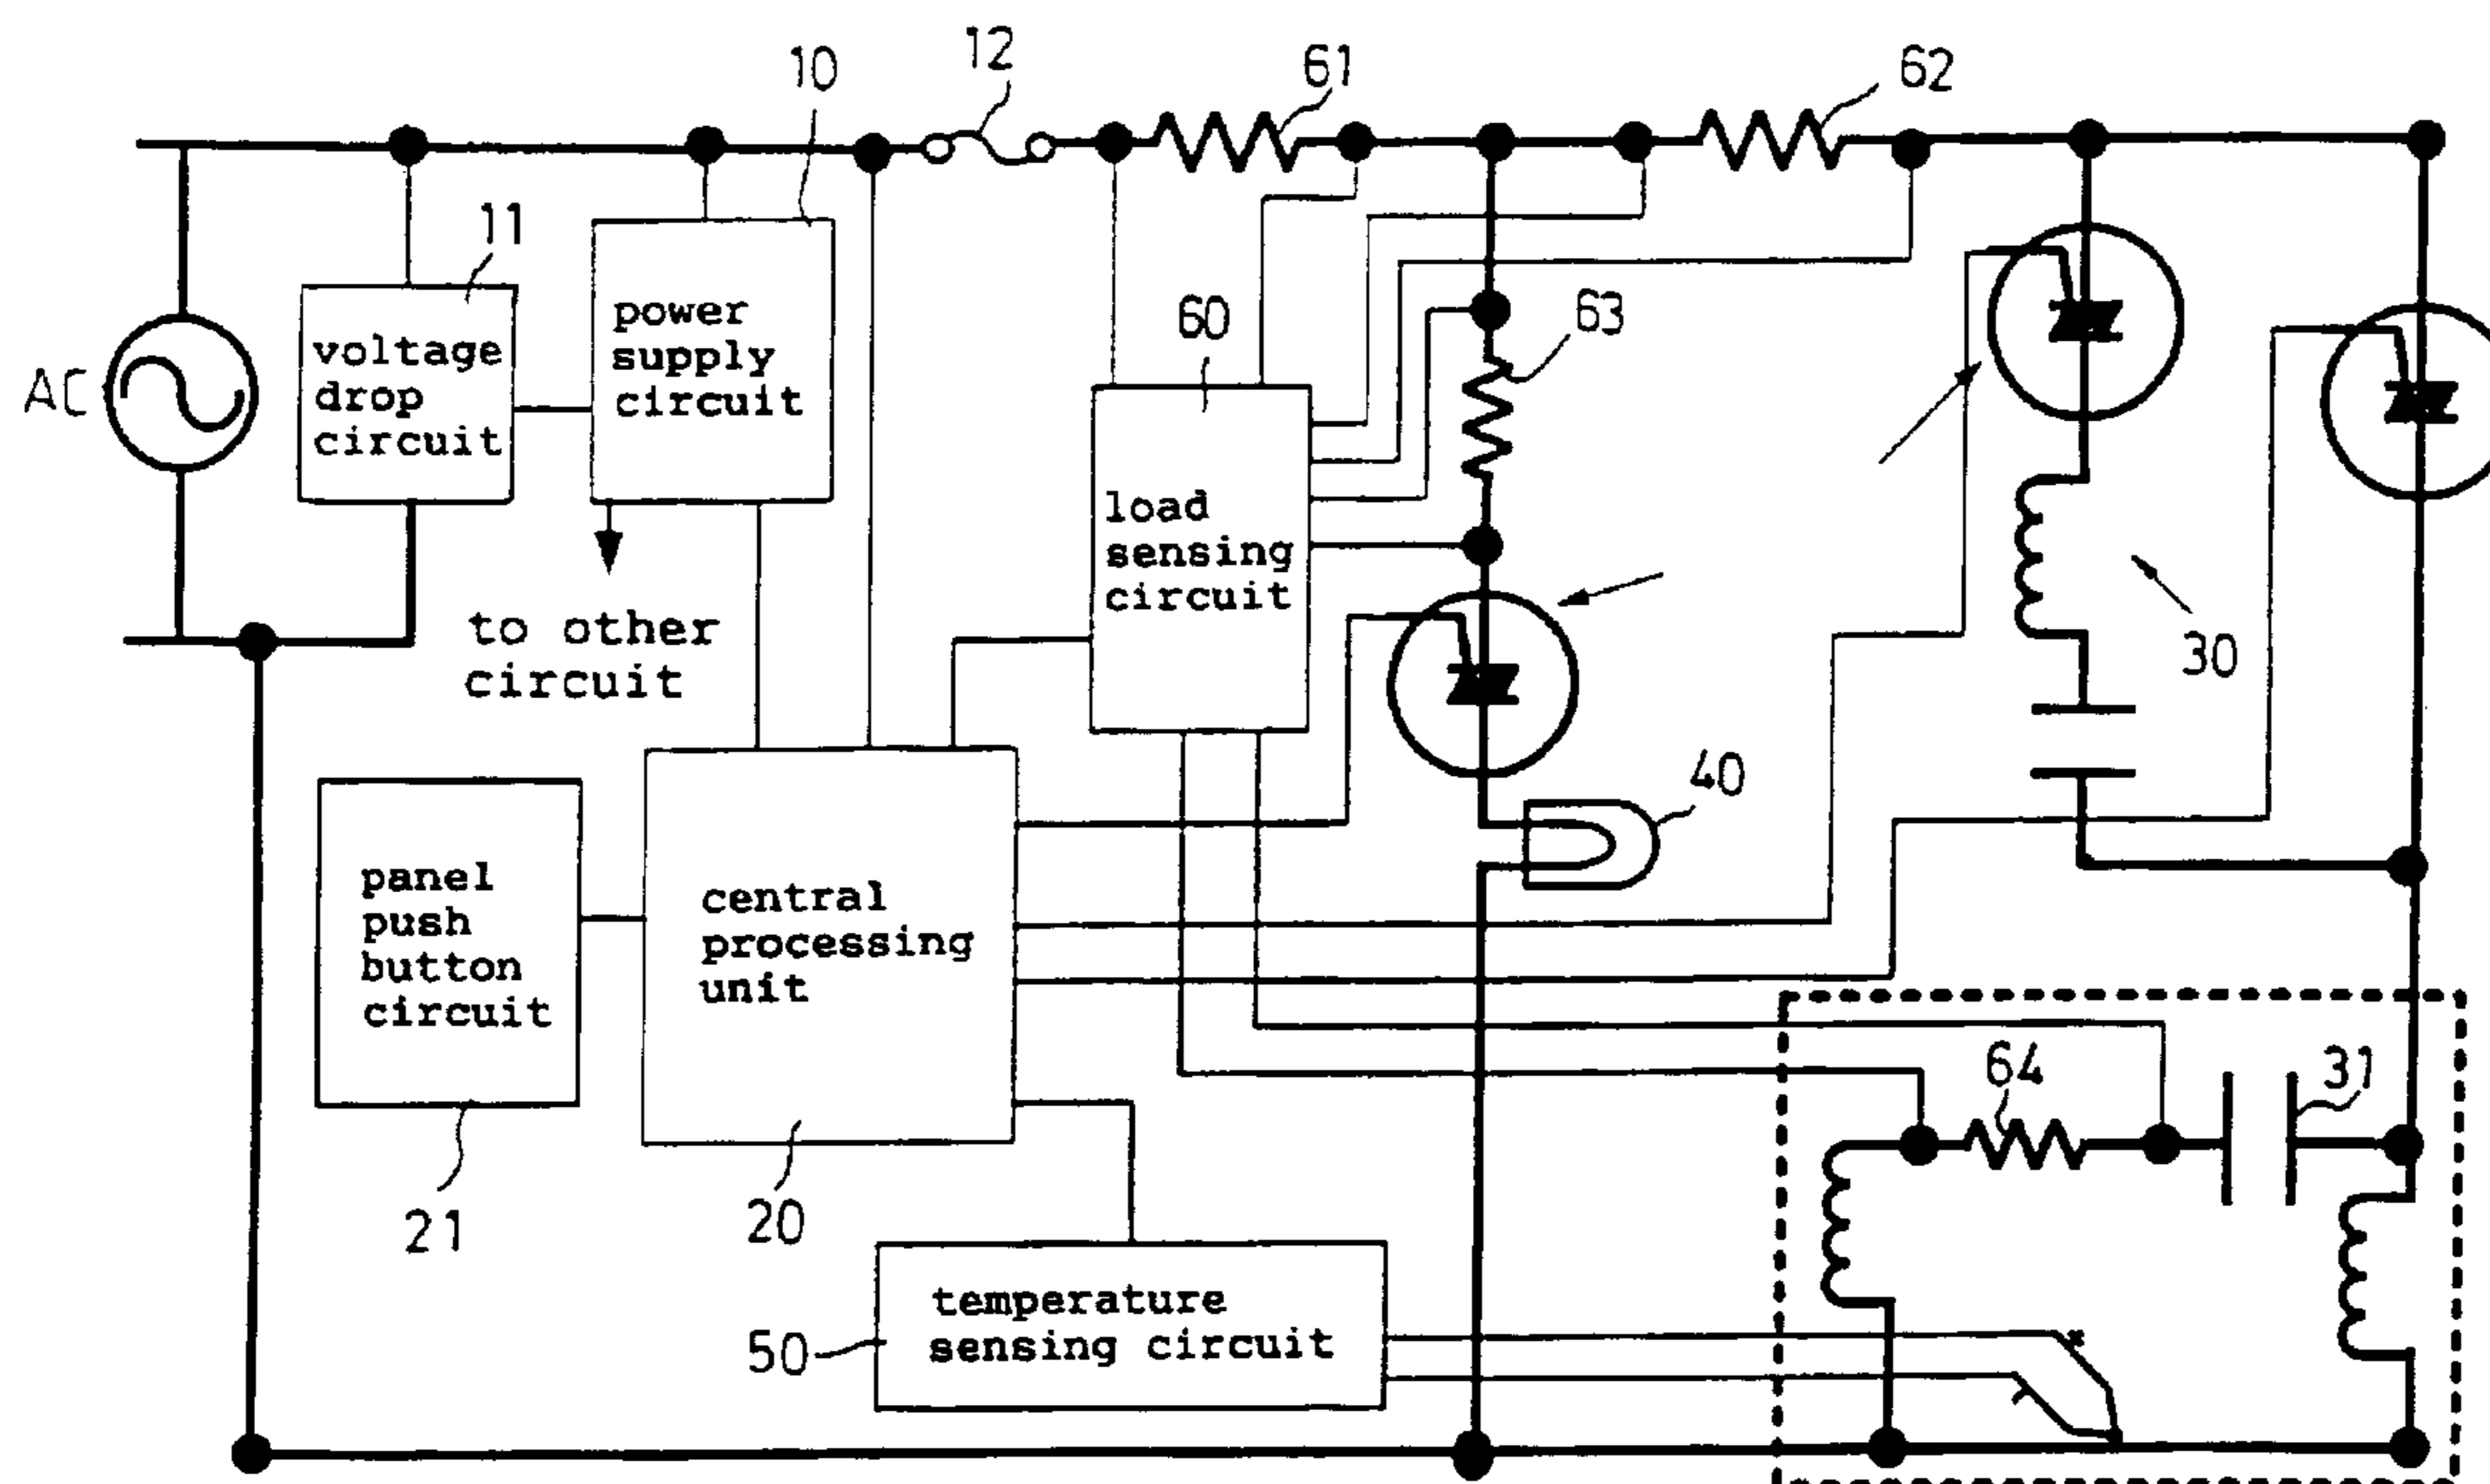 12
61
62
10
11
power
supply
circuit
voltage
drop
circuit
AC
60
63
load
sensing
circuit
to other
circuit
30
40
panel
push
button
circuit
central
processing
unit
64
31
21
20
temperature
sensing circuit
50